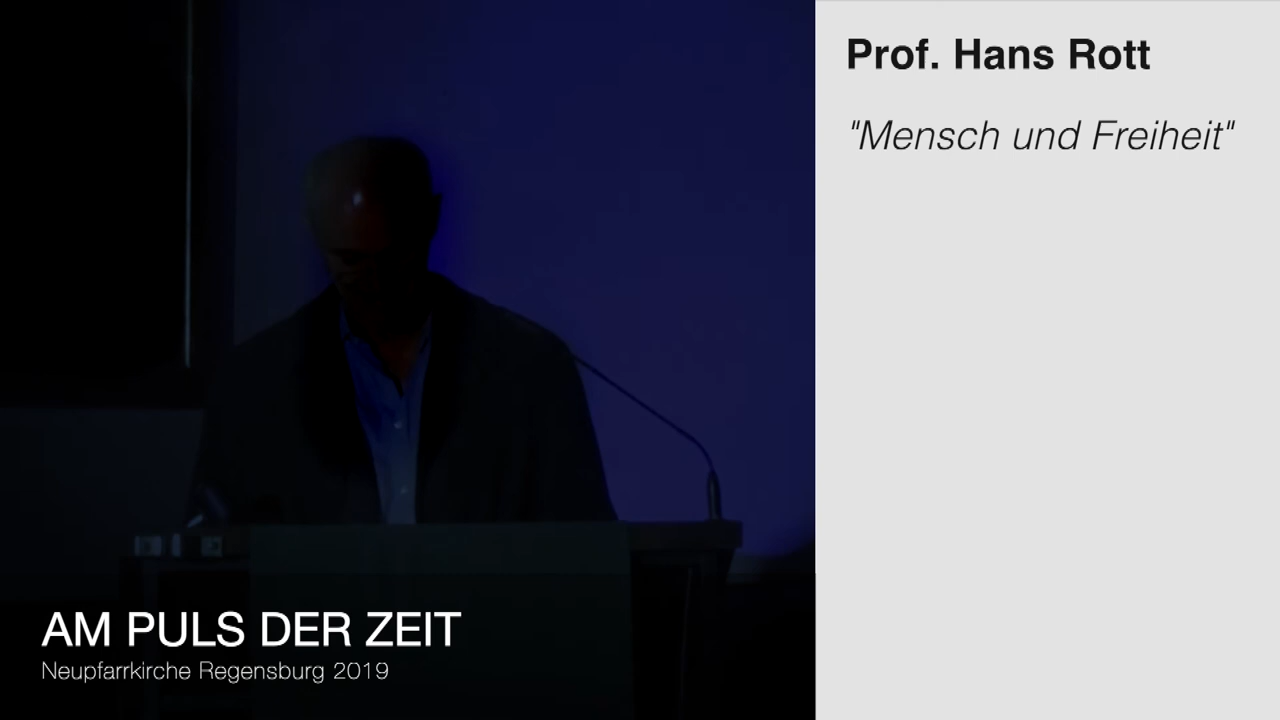 Prof. Hans Rott
"Mensch und Freiheit"
AM PULS DER ZEIT
Neupfarrkirche Regensburg 2019